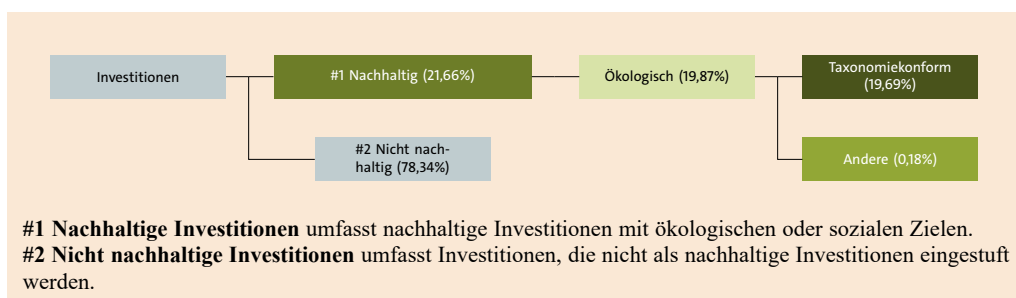 Investitionen
#1 Nachhaltig (21,66%)
Ökologisch (19,87%)
Taxonomiekonform
(19,69%)
#2 Nicht nach-
haltig (78,34%)
Andere (0,18%)
#1 Nachhaltige Investitionen umfasst nachhaltige Investitionen mit ökologischen oder sozialen Zielen.
#2 Nicht nachhaltige Investitionen umfasst Investitionen, die nicht als nachhaltige Investitionen eingestuft
werden.